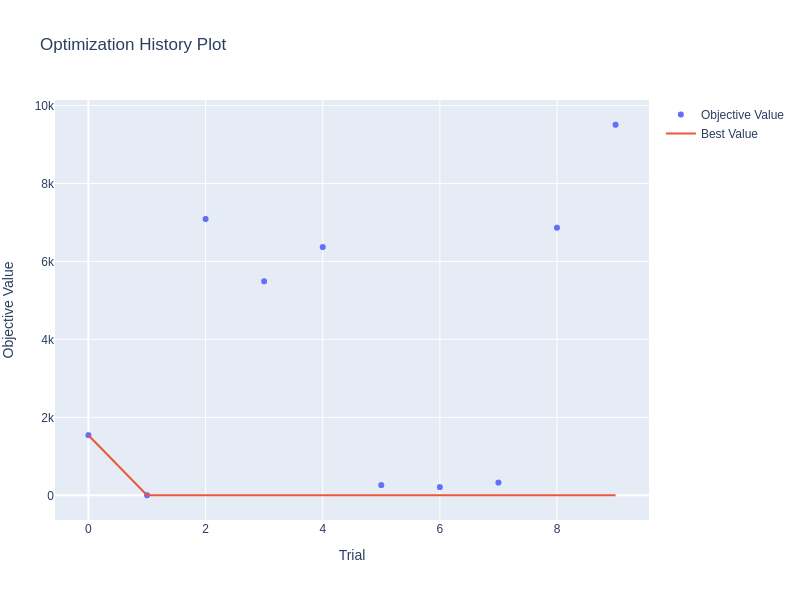 Optimization History Plot
Objective Value
Best Value
10k
8k
6k
4k
2k
0
Objective Value
0 2 4 6 8
Trial